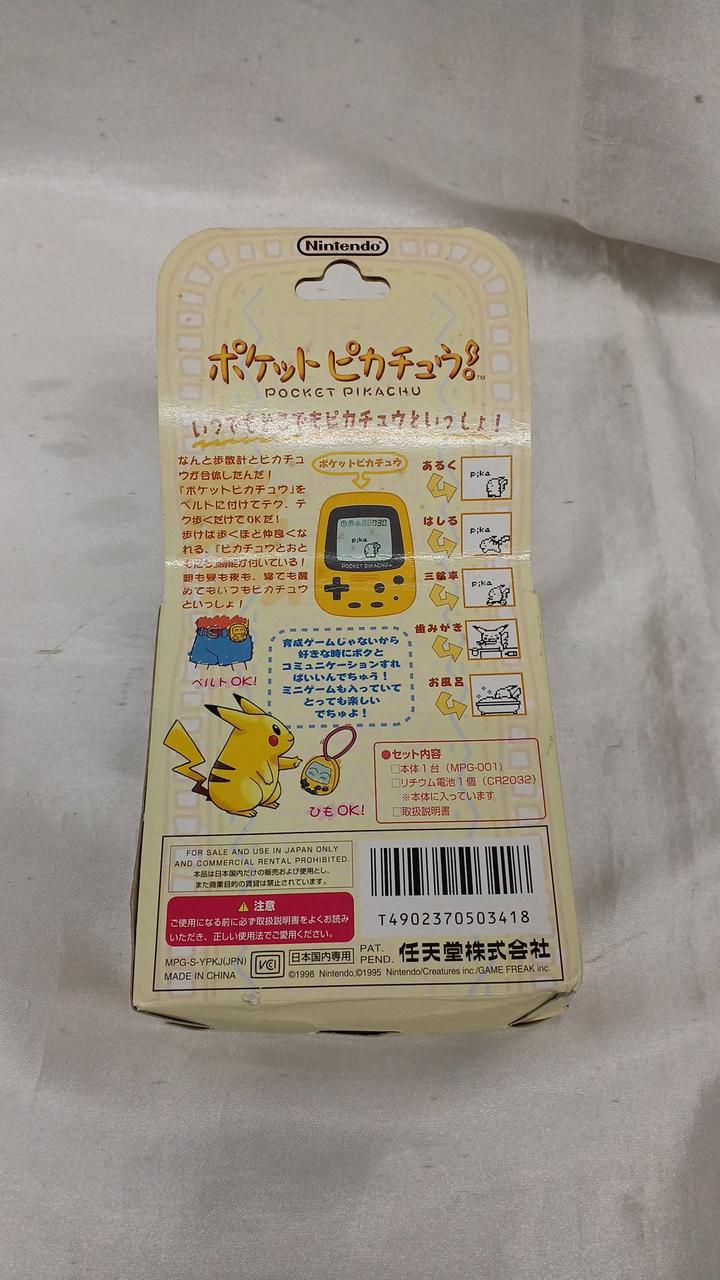 Nintendo
ポケットピカチュウ! TM
POCKET PIKACHU
いつでもどこでもピカチュウといっしょ!
なんと歩数計とピカチュ
ウが合体したんだ!
「ポケットピカチュウ」を
ベルトに付けてテク、テ
ク歩くだけでOKだ!
歩けば歩くほど仲良くな
れる、「ピカチュウとおと
機能が付いている!
朝も昼も夜も、寝ても醒
めてもいつもピカチュウ
といっしょ!
ポケットピカチュウ
pika
POCKET PIKACHU
あるく
pika
はしる
pika
三輪車
pika
歯みがき
お風呂
ベルトOK!
育成ゲームじゃないから
好きな時にボクと
コミュニケーションすれ
ばいいんでちゅう!
ミニゲームも入っていて
とっても楽しい
でちゅよ!
ひもOK!
●セット内容
□本体1台(MPG-001)
□リチウム電池1個(CR2032)
※本体に入っています
□取扱説明書
FOR SALE AND USE IN JAPAN ONLY
AND COMMERCIAL RENTAL PROHIBITED.
本品は日本国内だけの販売および使用とし、
また商業目的の賃貸は禁止されています。
注意
ご使用になる前に必ず取扱説明書をよくお読み
いただき、正しい使用法でご愛用ください。
T4902370503418
MPG-S-YPKJ(JPN)
MADE IN CHINA
VCI
日本国内専用
PAT.
PEND.
任天堂株式会社
©1998 Nintendo,©1995 Nintendo/Creatures inc./GAME FREAK inc.